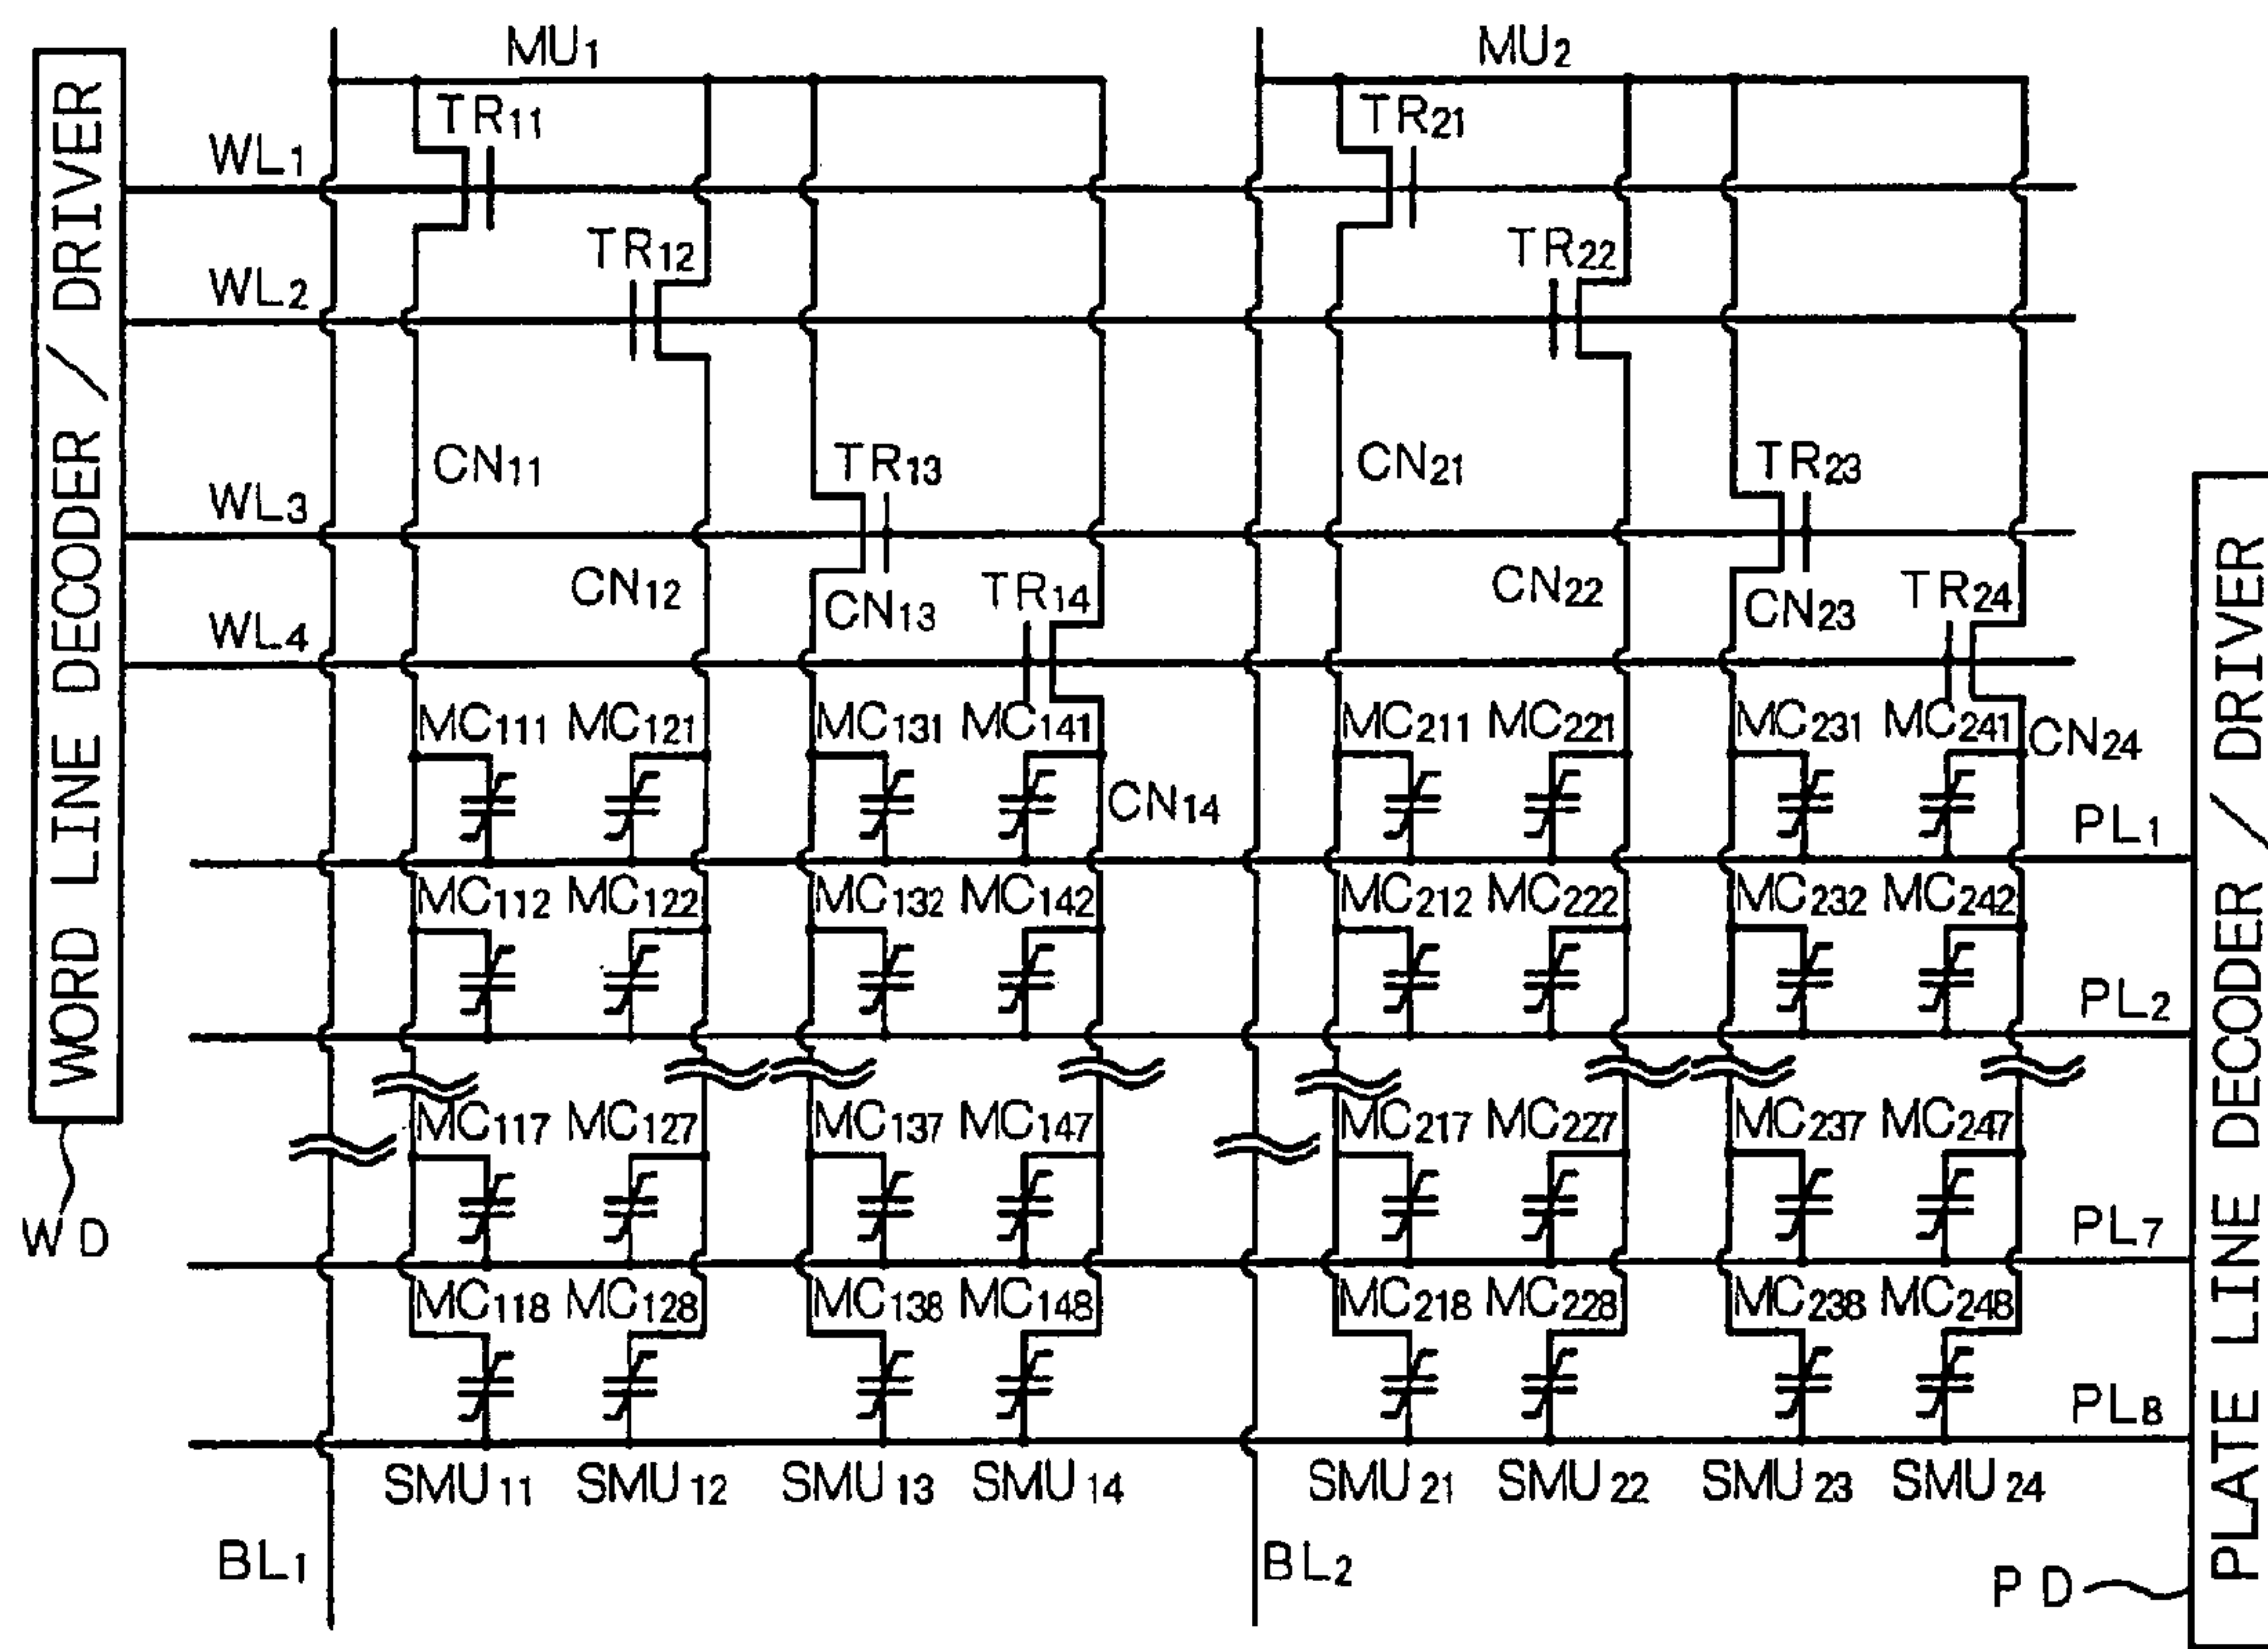 MU1 MU2
WORD LINE DECODER / DRIVER
TR11 TR21
WL1
TR12 TR22
WL2
CN11 TR13 CN21 TR23
WL3
CN12 CN13 TR14 CN22 CN23 TR24
WL4
MC111 MC121 MC131 MC141 MC211 MC221 MC231 MC241
CN24
CN14
PL1
MC112 MC122 MC132 MC142 MC212 MC222 MC232 MC242
PL2
MC117 MC127 MC137 MC147 MC217 MC227 MC237 MC247
WD
PL7
MC118 MC128 MC138 MC148 MC218 MC228 MC238 MC248
PL8
SMU11 SMU12 SMU13 SMU14 SMU21 SMU22 SMU23 SMU24
BL1 BL2
PD
PLATE LINE DECODER / DRIVER